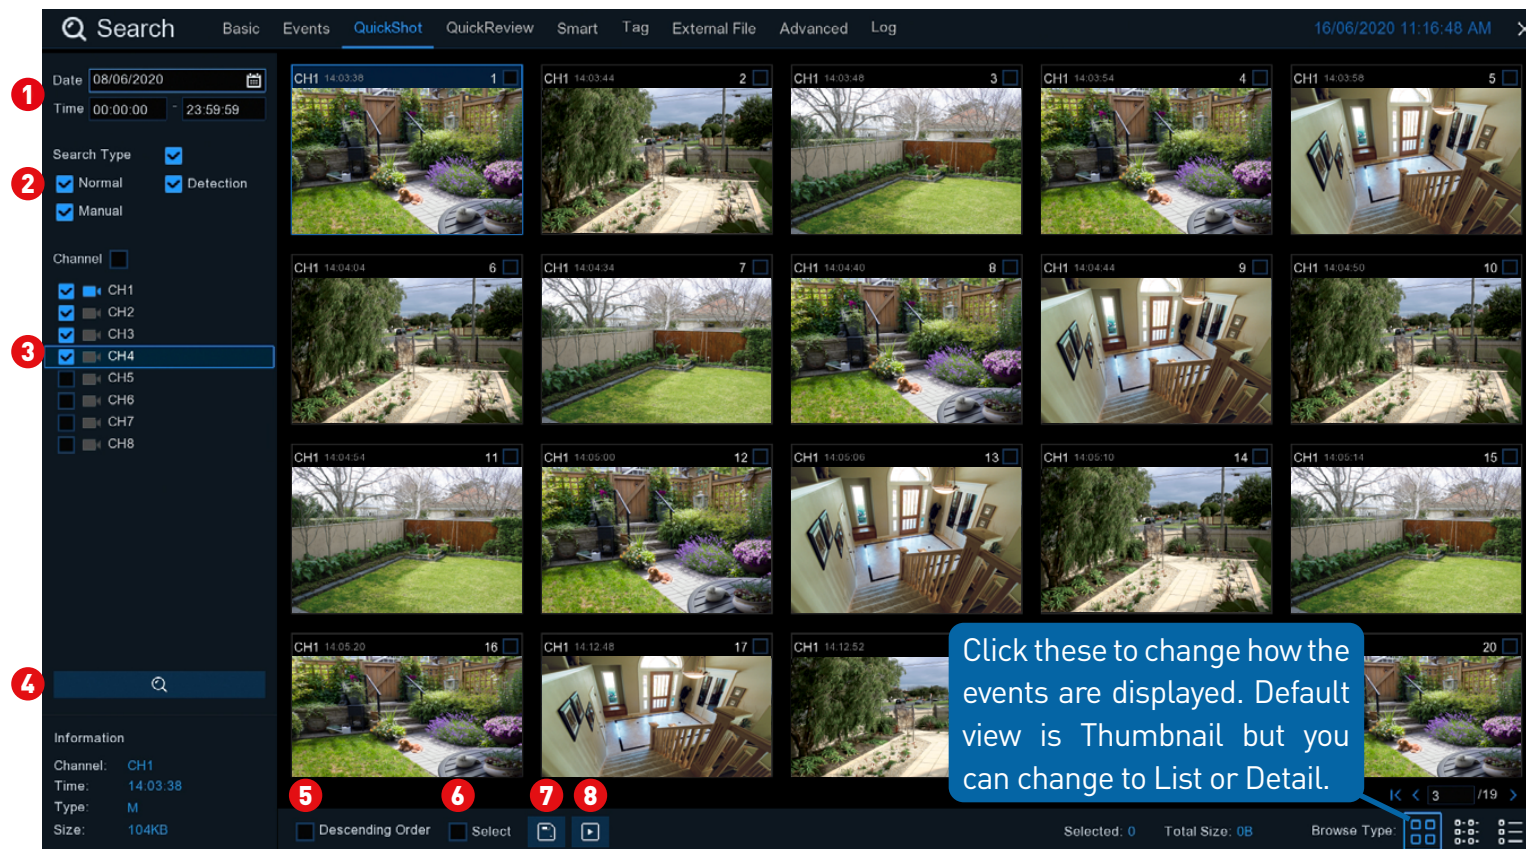 Search Basic Events QuickShot QuickReview Smart Tag External File Advanced Log 16/06/2020 11:16:48 AM
1
Date 08/06/2020
Time 00:00:00 - 23:59:59
2
Search Type
Normal Detection
Manual
3
Channel
CH1
CH2
CH3
CH4
CH5
CH6
CH7
CH8
4
Information
Channel: CH1
Time: 14:03:38
Type: M
Size: 104KB
CH1 14:03:38 1
CH1 14:03:44 2
CH1 14:03:48 3
CH1 14:03:54 4
CH1 14:03:58 5
CH1 14:04:04 6
CH1 14:04:34 7
CH1 14:04:40 8
CH1 14:04:44 9
CH1 14:04:50 10
CH1 14:04:54 11
CH1 14:05:00 12
CH1 14:05:06 13
CH1 14:05:10 14
CH1 14:05:14 15
CH1 14:05:20 16
CH1 14:12:48 17
CH1 14:12:52
20
Click these to change how the
events are displayed. Default
view is Thumbnail but you
can change to List or Detail.
3 /19
5 6 7 8
Descending Order Select
Selected: 0 Total Size: 0B Browse Type: